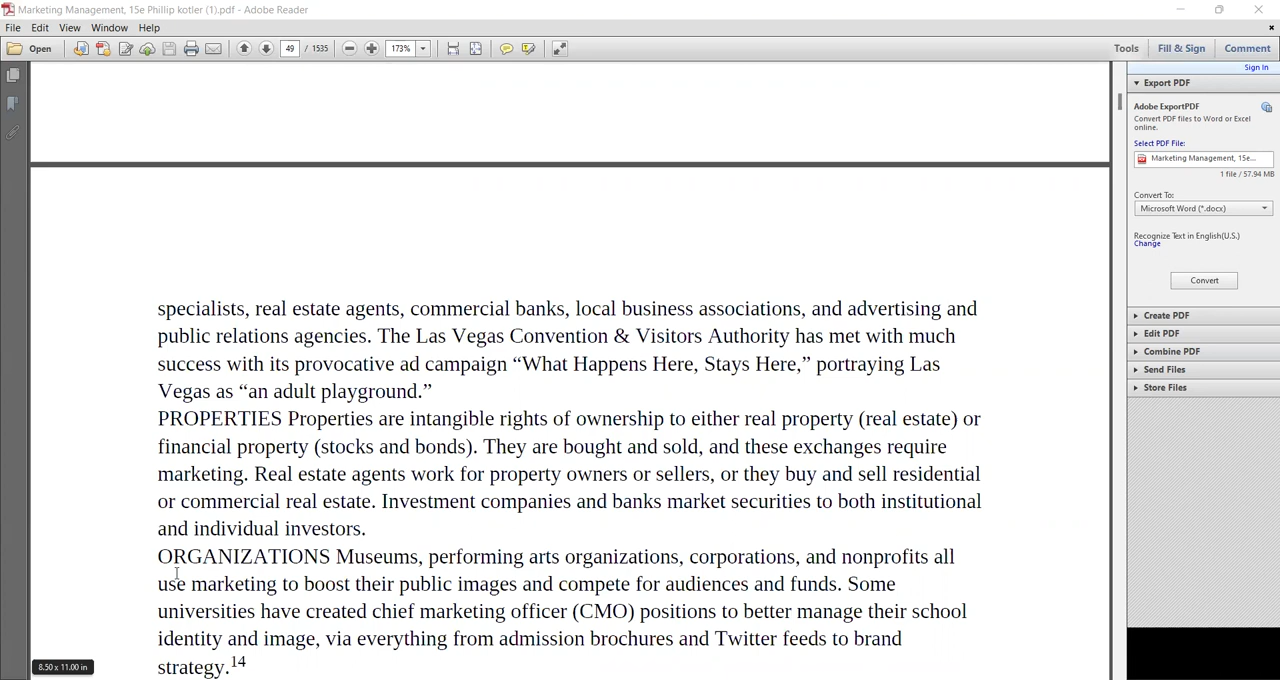 Marketing Management, 15e Phillip kotler (1).pdf - Adobe Reader
File Edit View Window Help
Open 49 / 1535 173% Tools Fill & Sign Comment
Sign In
Export PDF
Adobe ExportPDF
Convert PDF files to Word or Excel
online.
Select PDF File:
Marketing Management, 15e...
1 file / 57.94 MB
Convert To:
Microsoft Word (*.docx)
Recognize Text in English(U.S.)
Change
Convert
Create PDF
Edit PDF
Combine PDF
Send Files
Store Files
specialists, real estate agents, commercial banks, local business associations, and advertising and
public relations agencies. The Las Vegas Convention & Visitors Authority has met with much
success with its provocative ad campaign “What Happens Here, Stays Here,” portraying Las
Vegas as “an adult playground.”
PROPERTIES Properties are intangible rights of ownership to either real property (real estate) or
financial property (stocks and bonds). They are bought and sold, and these exchanges require
marketing. Real estate agents work for property owners or sellers, or they buy and sell residential
or commercial real estate. Investment companies and banks market securities to both institutional
and individual investors.
ORGANIZATIONS Museums, performing arts organizations, corporations, and nonprofits all
use marketing to boost their public images and compete for audiences and funds. Some
universities have created chief marketing officer (CMO) positions to better manage their school
identity and image, via everything from admission brochures and Twitter feeds to brand
strategy.14
8.50 x 11.00 in